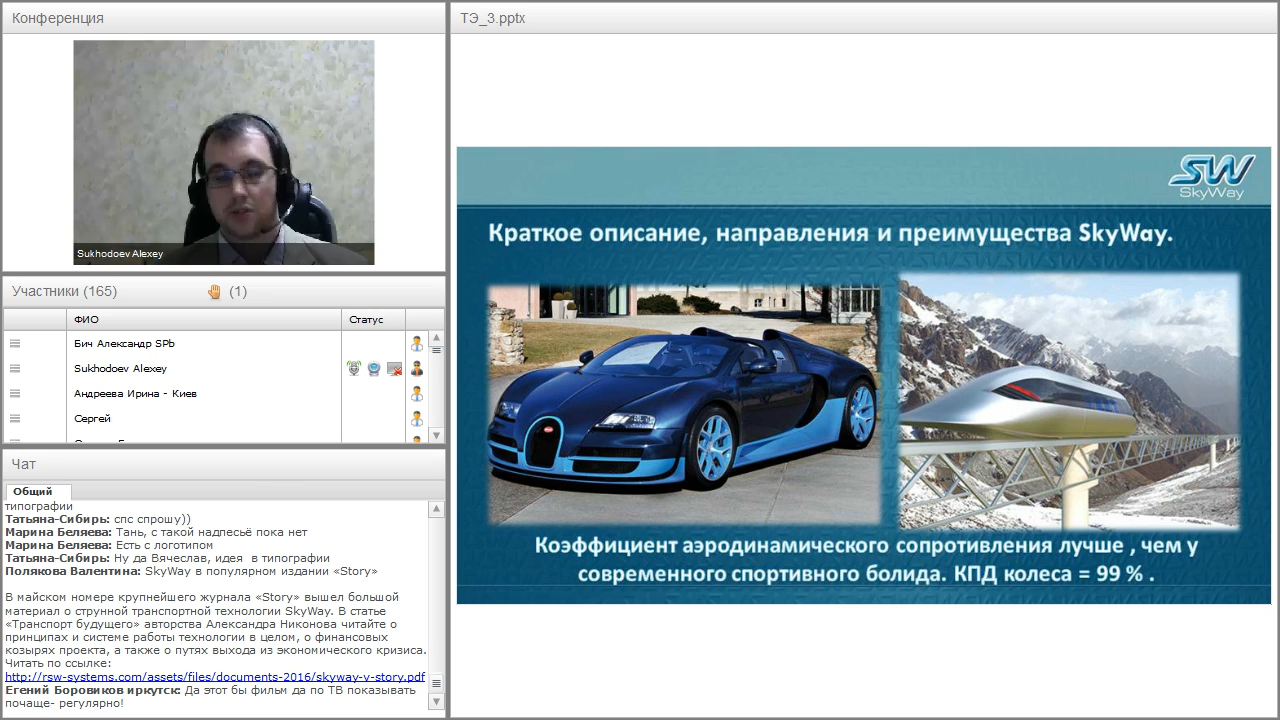 Конференция
Sukhodoev Alexey
Участники (165)
(1)
ФИО
Статус
Бич Александр SPb
Sukhodoev Alexey
Андреева Ирина - Киев
Сергей
Чат
Общий
типографии
Татьяна-Сибирь: спс спрошу))
Марина Беляева: Тань, с такой надпесьё пока нет
Марина Беляева: Есть с логотипом
Татьяна-Сибирь: Ну да Вячеслав, идея в типографии
Полякова Валентина: SkyWay в популярном издании «Story»
В майском номере крупнейшего журнала «Story» вышел большой
материал о струнной транспортной технологии SkyWay. В статье
«Транспорт будущего» авторства Александра Никонова читайте о
принципах и системе работы технологии в целом, о финансовых
козырях проекта, а также о путях выхода из экономического кризиса.
Читать по ссылке:
http://rsw-systems.com/assets/files/documents-2016/skyway-v-story.pdf
Егений Боровиков иркутск: Да этот бы фильм да по ТВ показывать
почаще- регулярно!
ТЭ_3.pptx
SW
SkyWay
Краткое описание, направления и преимущества SkyWay.
Коэффициент аэродинамического сопротивления лучше , чем у
современного спортивного болида. КПД колеса = 99 % .